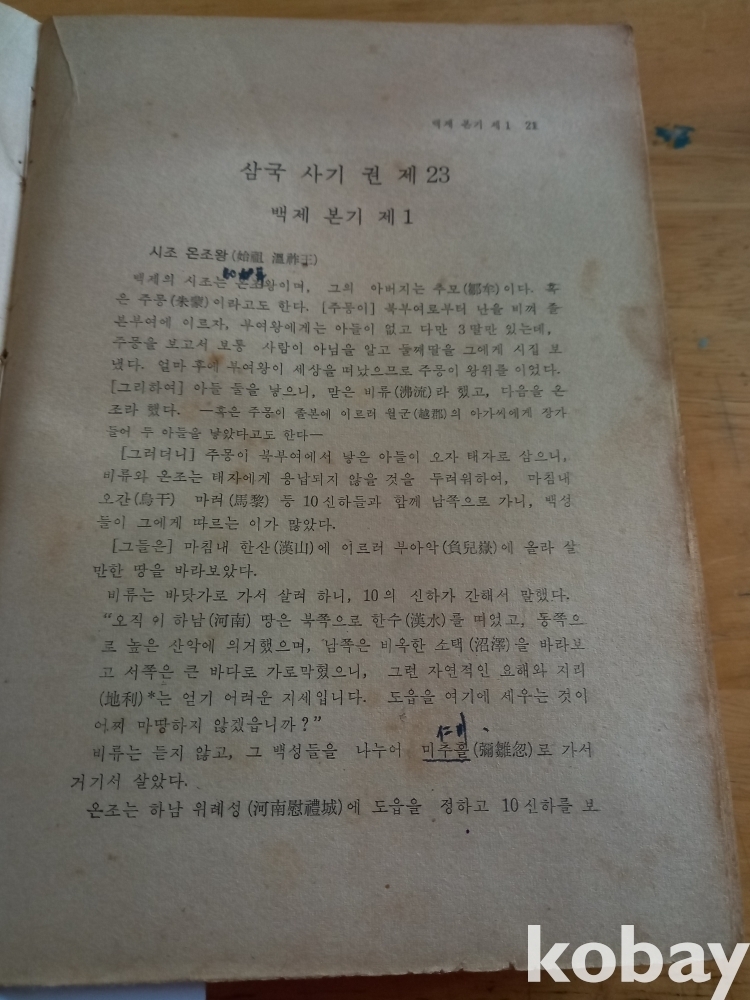 백제 본기 제1 21
삼국 사기 권 제23
백제 본기 제1
시조 온조왕(始祖 溫祚王)
백제의 시조는 온조왕이며, 그의 아버지는 추모(鄒牟)이다. 혹
은 주몽(朱蒙)이라고도 한다. [주몽이] 북부여로부터 난을 비껴 졸
본부여에 이르자, 부여왕에게는 아들이 없고 다만 3딸만 있는데,
주몽을 보고서 보통 사람이 아님을 알고 둘째딸을 그에게 시집 보
냈다. 얼마 후에 부여왕이 세상을 떠났으므로 주몽이 왕위를 이었다.
[그리하여] 아들 둘을 낳으니, 맏은 비류(沸流)라 했고, 다음을 온
조라 했다. —혹은 주몽이 졸본에 이르러 월군(越郡)의 아가씨에게 장가
들어 두 아들을 낳았다고도 한다—
[그러더니] 주몽이 북부여에서 낳은 아들이 오자 태자로 삼으니,
비류와 온조는 태자에게 용납되지 않을 것을 두려워하여, 마침내
오간(烏干) 마려(馬黎) 등 10신하들과 함께 남쪽으로 가니, 백성
들이 그에게 따르는 이가 많았다.
[그들은] 마침내 한산(漢山)에 이르러 부아악(負兒嶽)에 올라 살
만한 땅을 바라보았다.
비류는 바닷가로 가서 살려 하니, 10의 신하가 간해서 말했다.
“오직 이 하남(河南) 땅은 북쪽으로 한수(漢水)를 띠었고, 동쪽으
로 높은 산악에 의거했으며, 남쪽은 비옥한 소택(沼澤)을 바라보
고 서쪽은 큰 바다로 가로막혔으니, 그런 자연적인 요해와 지리
(地利)*는 얻기 어려운 지세입니다. 도읍을 여기에 세우는 것이
어찌 마땅하지 않겠읍니까?”
仁川
비류는 듣지 않고, 그 백성들을 나누어 미추홀(彌雛忽)로 가서
거기서 살았다.
온조는 하남 위례성(河南慰禮城)에 도읍을 정하고 10신하를 보
kobay